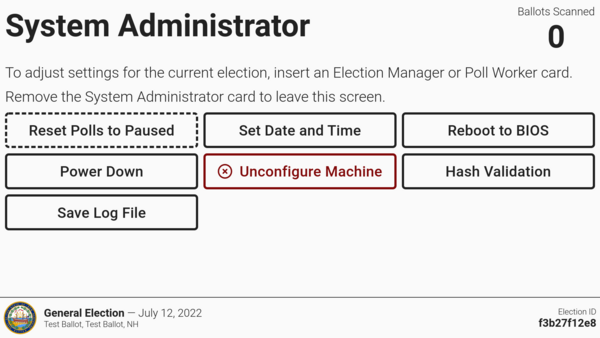 System Administrator
Ballots Scanned
0
To adjust settings for the current election, insert an Election Manager or Poll Worker card.
Remove the System Administrator card to leave this screen.
Reset Polls to Paused
Set Date and Time
Reboot to BIOS
Power Down
Unconfigure Machine
Hash Validation
Save Log File
General Election — July 12, 2022
Test Ballot, Test Ballot, NH
Election ID
f3b27f12e8